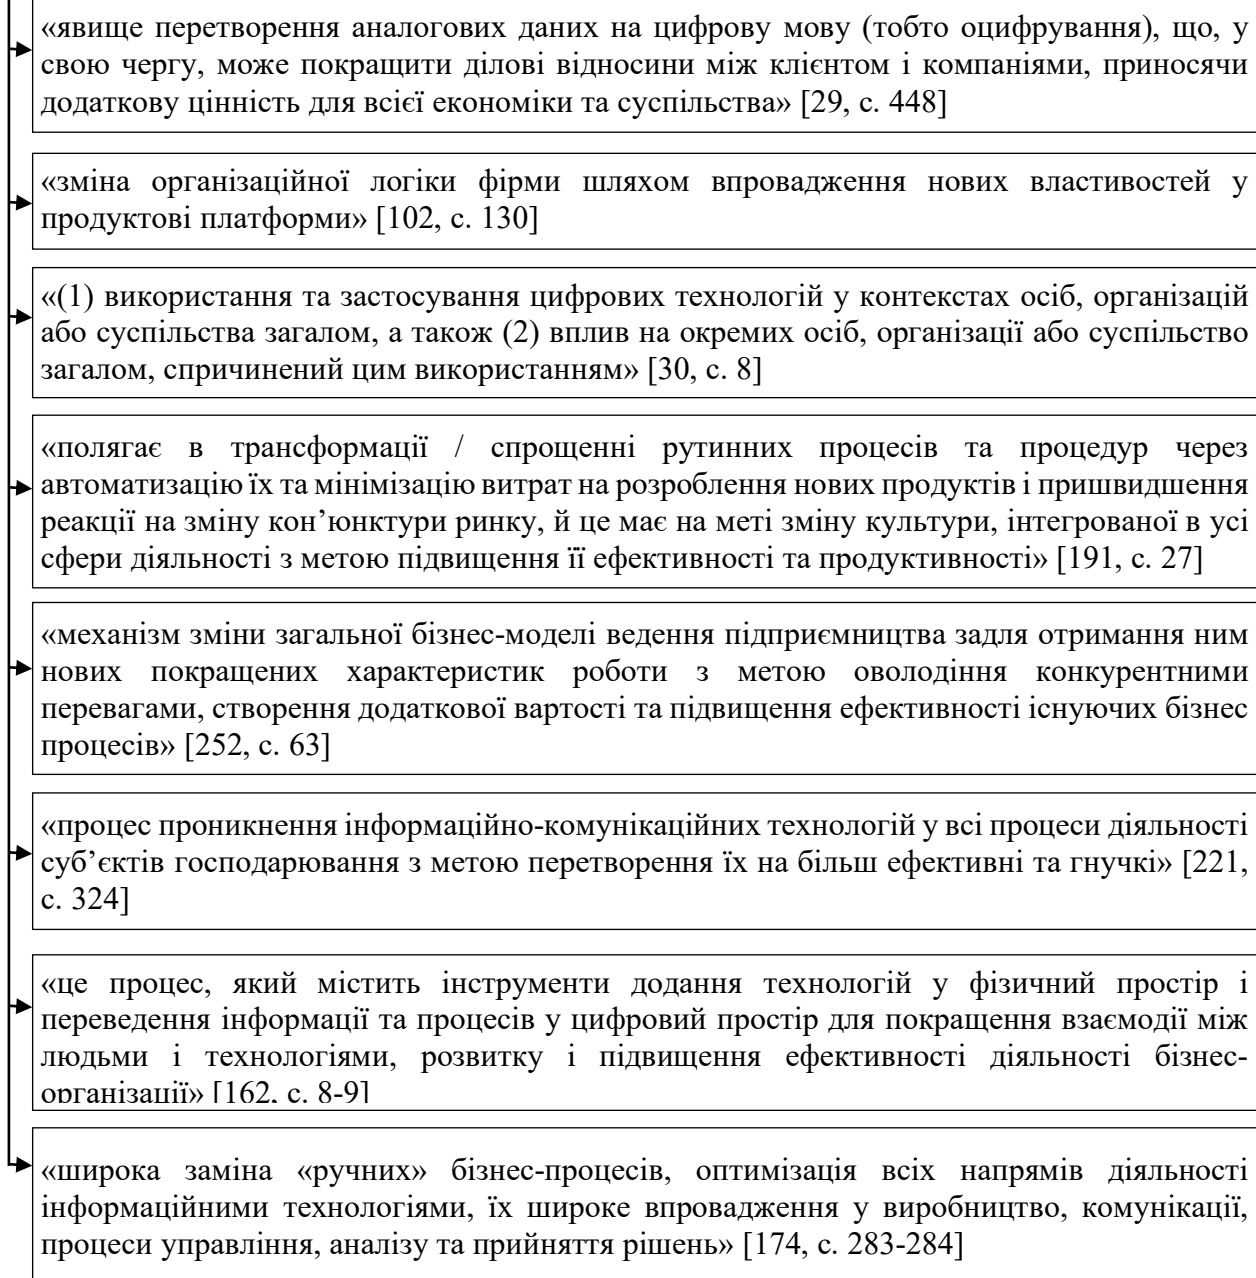 «явище перетворення аналогових даних на цифрову мову (тобто оцифрування), що, у
свою чергу, може покращити ділові відносини між клієнтом і компаніями, приносячи
додаткову цінність для всієї економіки та суспільства» [29, с. 448]
«зміна організаційної логіки фірми шляхом впровадження нових властивостей у
продуктові платформи» [102, с. 130]
«(1) використання та застосування цифрових технологій у контекстах осіб, організацій
або суспільства загалом, а також (2) вплив на окремих осіб, організації або суспільство
загалом, спричинений цим використанням» [30, с. 8]
«полягає в трансформації / спрощенні рутинних процесів та процедур через
автоматизацію їх та мінімізацію витрат на розроблення нових продуктів і пришвидшення
реакції на зміну кон’юнктури ринку, й це має на меті зміну культури, інтегрованої в усі
сфери діяльності з метою підвищення її ефективності та продуктивності» [191, с. 27]
«механізм зміни загальної бізнес-моделі ведення підприємництва задля отримання ним
нових покращених характеристик роботи з метою оволодіння конкурентними
перевагами, створення додаткової вартості та підвищення ефективності існуючих бізнес
процесів» [252, с. 63]
«процес проникнення інформаційно-комунікаційних технологій у всі процеси діяльності
суб’єктів господарювання з метою перетворення їх на більш ефективні та гнучкі» [221,
с. 324]
«це процес, який містить інструменти додання технологій у фізичний простір і
переведення інформації та процесів у цифровий простір для покращення взаємодії між
людьми і технологіями, розвитку і підвищення ефективності діяльності бізнес-
організації» [162, с. 8-9]
«широка заміна «ручних» бізнес-процесів, оптимізація всіх напрямів діяльності
інформаційними технологіями, їх широке впровадження у виробництво, комунікації,
процеси управління, аналізу та прийняття рішень» [174, с. 283-284]